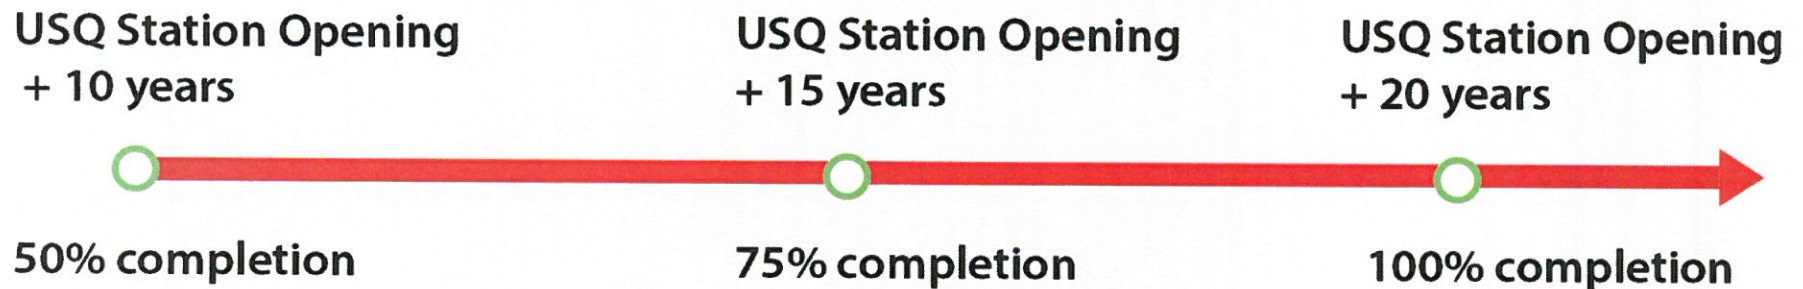 USQ Station Opening
+ 10 years
USQ Station Opening
+ 15 years
USQ Station Opening
+ 20 years
50% completion
75% completion
100% completion